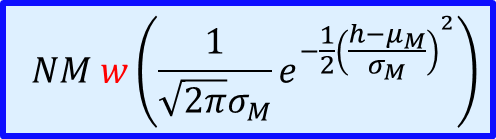 NM w ( 1 / √2π σ_M e^{-1/2 ( (h−μ_M) / σ_M )^2} )